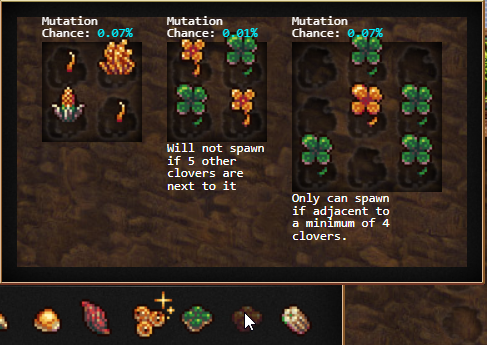 Mutation
Chance: 0.07%
Mutation
Chance: 0.01%
Will not spawn
if 5 other
clovers are
next to it
Mutation
Chance: 0.07%
Only can spawn
if adjacent to
a minimum of 4
clovers.